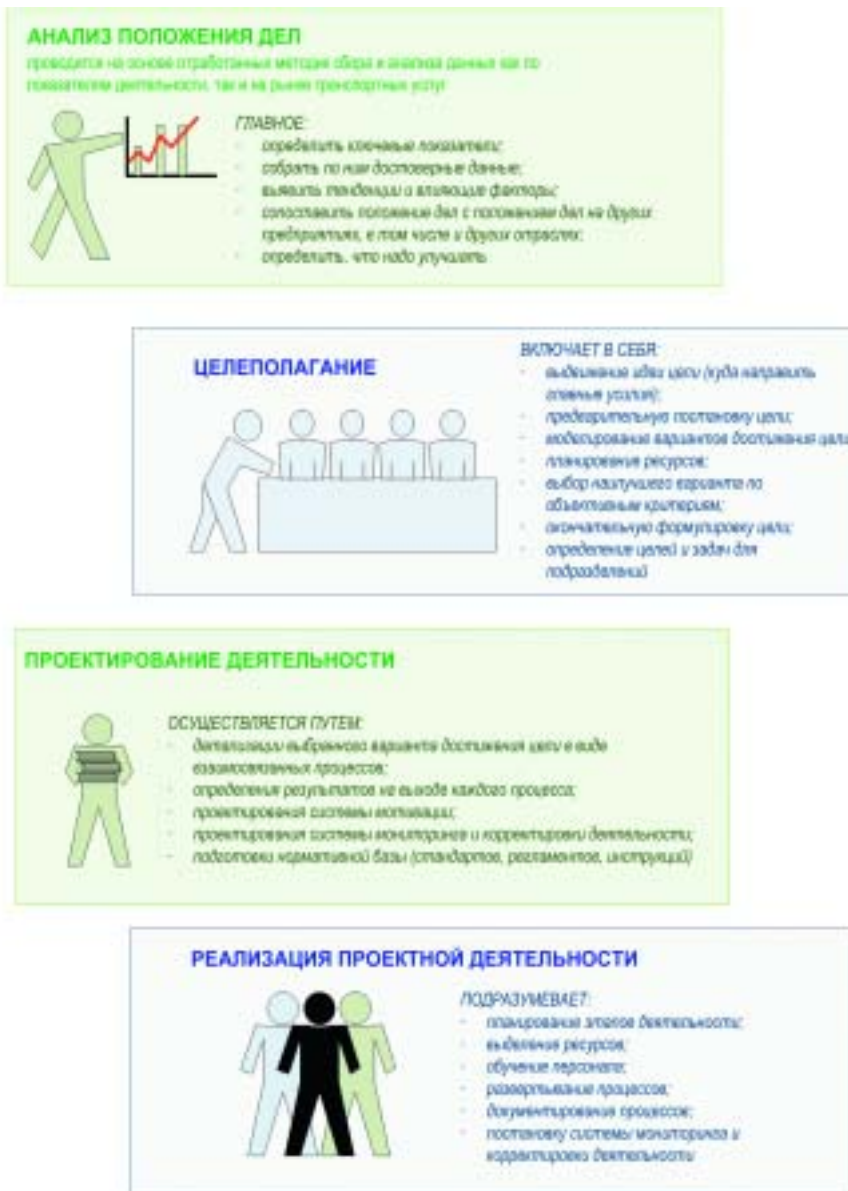 АНАЛИЗ ПОЛОЖЕНИЯ ДЕЛ
проводится на основе отработанных методик сбора и анализа данных как по
показателям деятельности, так и на рынке транспортных услуг
ГЛАВНОЕ:
- определить ключевые показатели;
- собрать по ним достоверные данные;
- выявить тенденции и влияющие факторы;
- сопоставить положение дел с положением дел на других
предприятиях, в том числе и других отраслях;
- определить, что надо улучшать
ЦЕЛЕПОЛАГАНИЕ
ВКЛЮЧАЕТ В СЕБЯ:
- выдвижение идеи цели (куда направить
главные усилия);
- предварительную постановку цели;
- моделирование вариантов достижения цели
- планирование ресурсов;
- выбор наилучшего варианта по
объективным критериям;
- окончательную формулировку цели;
- определение целей и задач для
подразделений
ПРОЕКТИРОВАНИЕ ДЕЯТЕЛЬНОСТИ
ОСУЩЕСТВЛЯЕТСЯ ПУТЕМ:
- детализации выбранного варианта достижения цели в виде
взаимосвязанных процессов;
- определения результатов на выходе каждого процесса;
- проектирования системы мотивации;
- проектирования системы мониторинга и корректировки деятельности;
- подготовки нормативной базы (стандартов, регламентов, инструкций)
РЕАЛИЗАЦИЯ ПРОЕКТНОЙ ДЕЯТЕЛЬНОСТИ
ПОДРАЗУМЕВАЕТ:
- планирование этапов деятельности;
- выделение ресурсов;
- обучение персонала;
- развертывание процессов;
- документирование процессов;
- постановку системы мониторинга и
корректировки деятельности